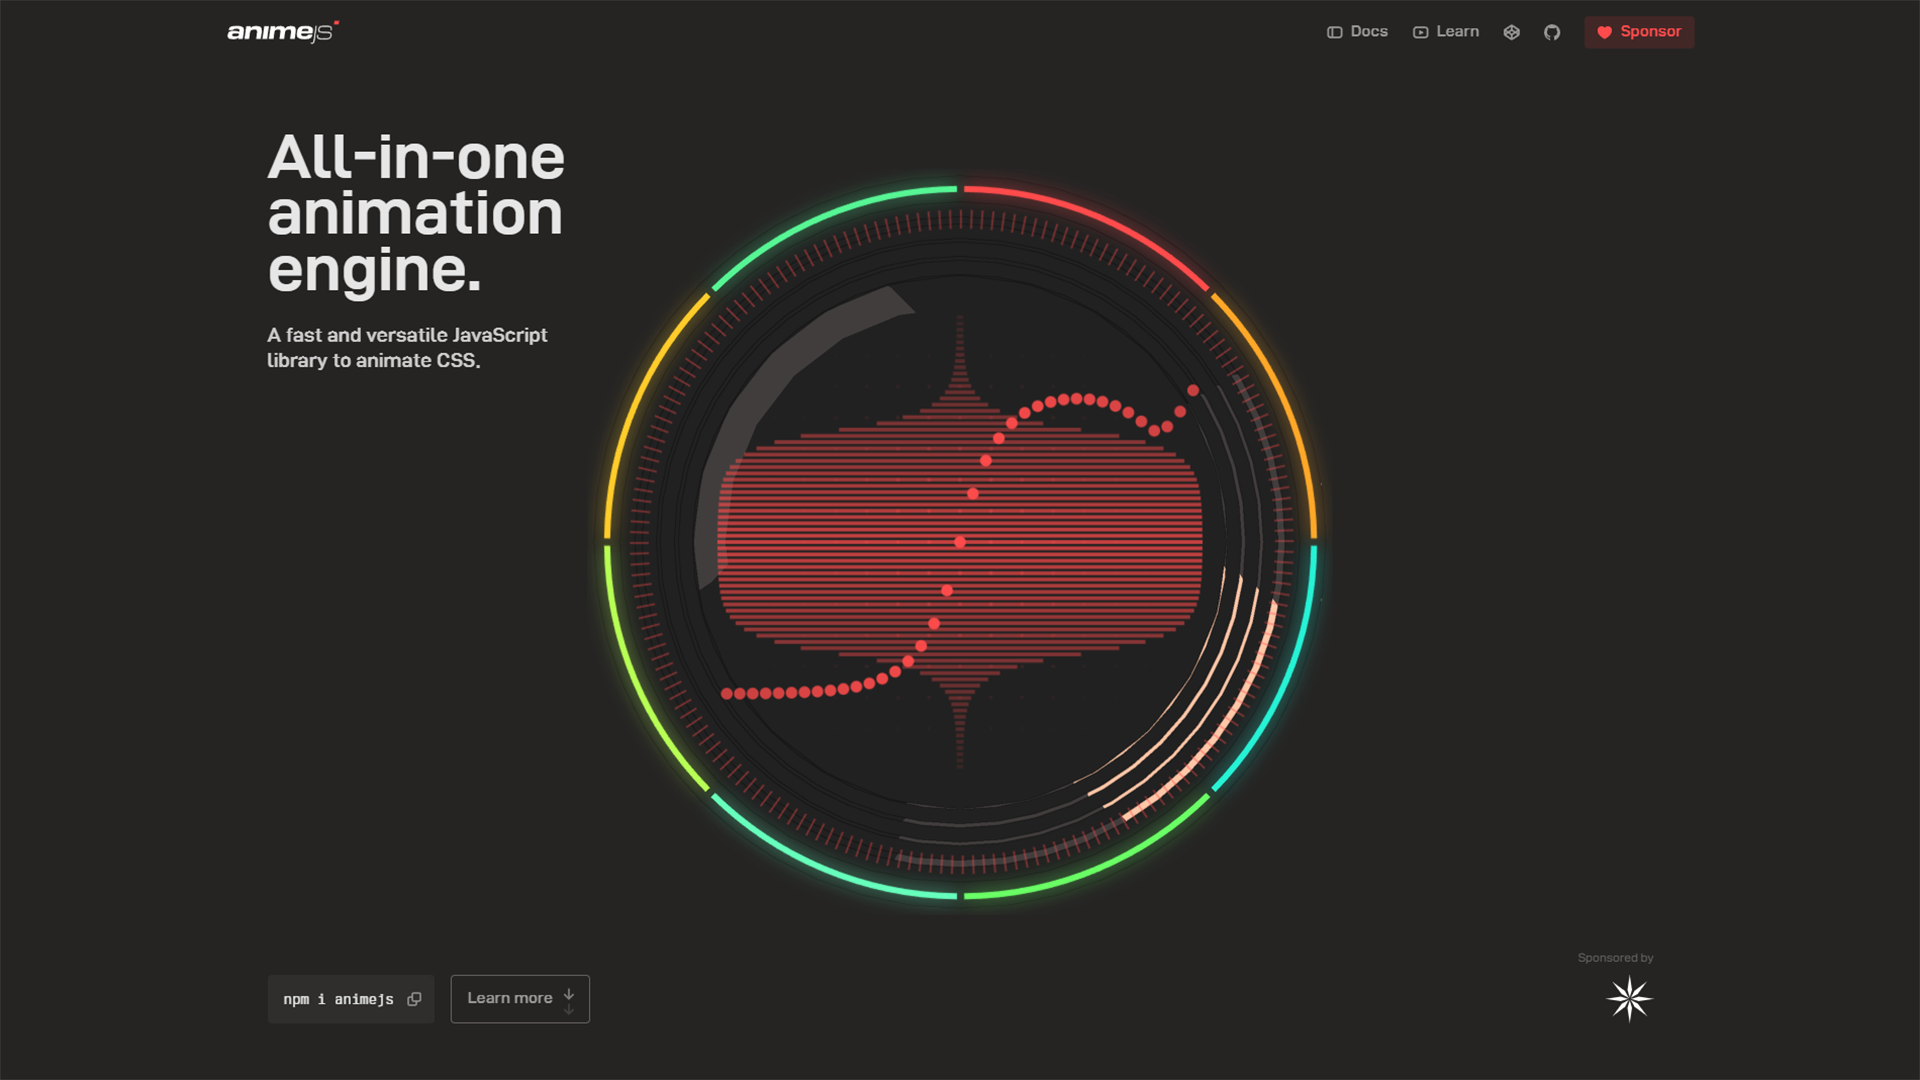 animeJS
Docs
Learn
Sponsor
All-in-one
animation
engine.
A fast and versatile JavaScript
library to animate CSS.
npm i animejs
Learn more
Sponsored by